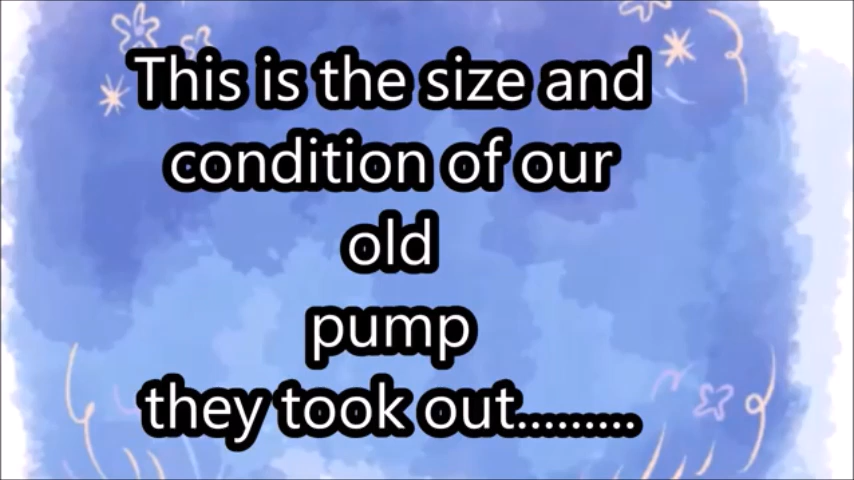 This is the size and
condition of our
old
pump
they took out.........